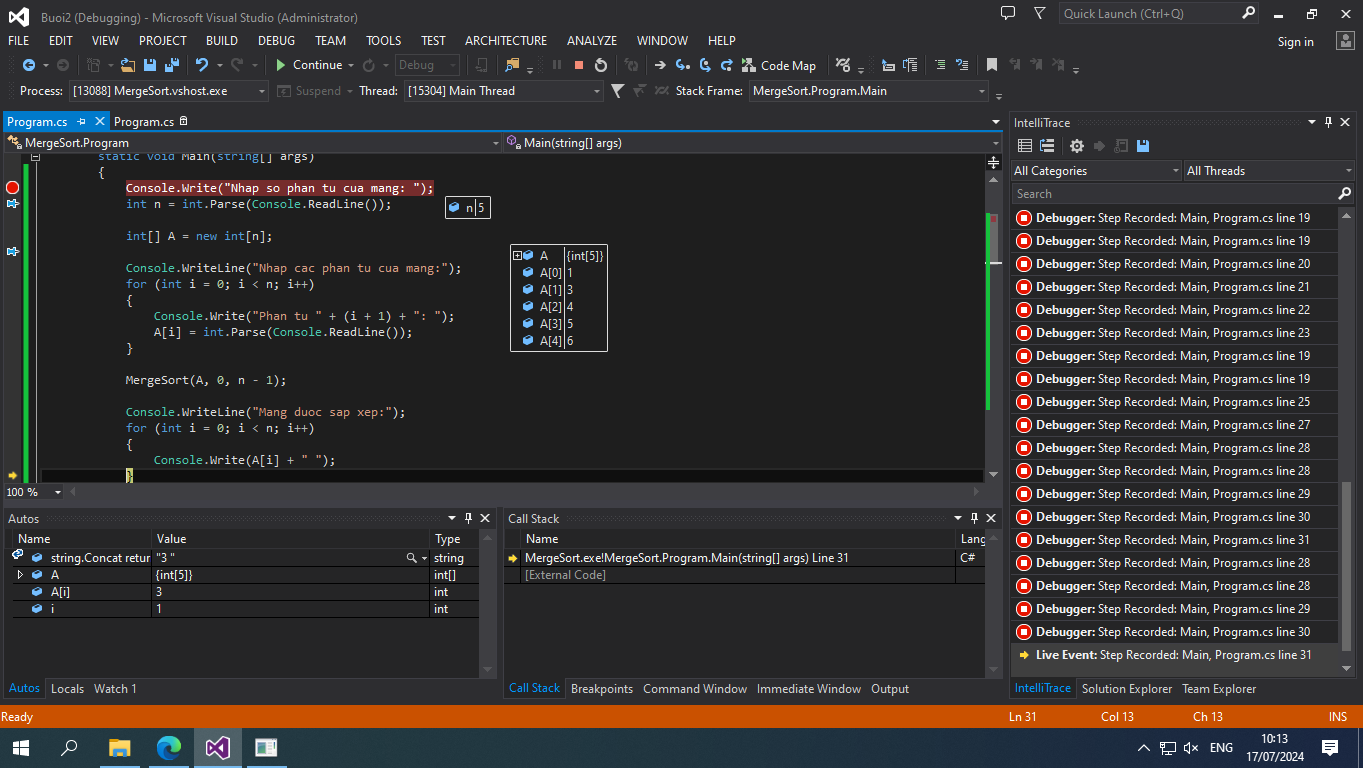 Buoi2 (Debugging) - Microsoft Visual Studio (Administrator)
Quick Launch (Ctrl+Q)
FILE EDIT VIEW PROJECT BUILD DEBUG TEAM TOOLS TEST ARCHITECTURE ANALYZE WINDOW HELP
Sign in
Continue
Debug
Code Map
Process: [13088] MergeSort.vshost.exe
Suspend
Thread: [15304] Main Thread
Stack Frame: MergeSort.Program.Main
Program.cs
Program.cs
MergeSort.Program
Main(string[] args)
static void Main(string[] args)
{
Console.Write("Nhap so phan tu cua mang: ");
int n = int.Parse(Console.ReadLine());
n 5
int[] A = new int[n];
Console.WriteLine("Nhap cac phan tu cua mang:");
for (int i = 0; i < n; i++)
{
Console.Write("Phan tu " + (i + 1) + ": ");
A[i] = int.Parse(Console.ReadLine());
}
MergeSort(A, 0, n - 1);
Console.WriteLine("Mang duoc sap xep:");
for (int i = 0; i < n; i++)
{
Console.Write(A[i] + " ");
}
A {int[5]}
A[0] 1
A[1] 3
A[2] 4
A[3] 5
A[4] 6
100 %
Autos
Name Value Type
string.Concat retur "3 " string
A {int[5]} int[]
A[i] 3 int
i 1 int
Autos Locals Watch 1
Call Stack
Name Lang
MergeSort.exe!MergeSort.Program.Main(string[] args) Line 31 C#
[External Code]
Call Stack Breakpoints Command Window Immediate Window Output
IntelliTrace
All Categories All Threads
Search
Debugger: Step Recorded: Main, Program.cs line 19
Debugger: Step Recorded: Main, Program.cs line 19
Debugger: Step Recorded: Main, Program.cs line 20
Debugger: Step Recorded: Main, Program.cs line 21
Debugger: Step Recorded: Main, Program.cs line 22
Debugger: Step Recorded: Main, Program.cs line 23
Debugger: Step Recorded: Main, Program.cs line 19
Debugger: Step Recorded: Main, Program.cs line 19
Debugger: Step Recorded: Main, Program.cs line 25
Debugger: Step Recorded: Main, Program.cs line 27
Debugger: Step Recorded: Main, Program.cs line 28
Debugger: Step Recorded: Main, Program.cs line 28
Debugger: Step Recorded: Main, Program.cs line 29
Debugger: Step Recorded: Main, Program.cs line 30
Debugger: Step Recorded: Main, Program.cs line 31
Debugger: Step Recorded: Main, Program.cs line 28
Debugger: Step Recorded: Main, Program.cs line 28
Debugger: Step Recorded: Main, Program.cs line 29
Debugger: Step Recorded: Main, Program.cs line 30
Live Event: Step Recorded: Main, Program.cs line 31
IntelliTrace Solution Explorer Team Explorer
Ready
Ln 31 Col 13 Ch 13 INS
ENG
10:13
17/07/2024